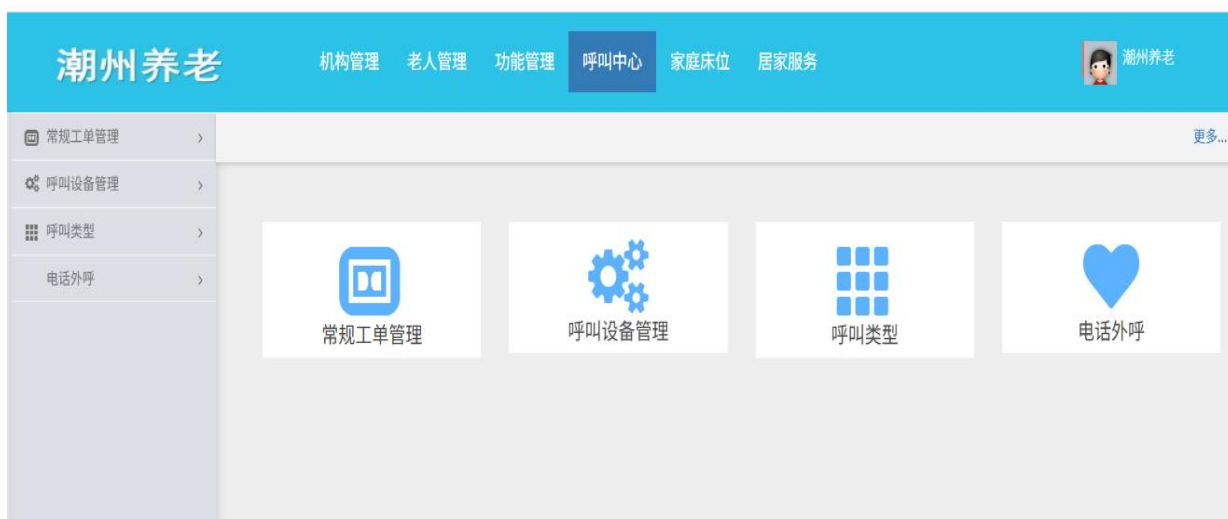 潮州养老
机构管理 老人管理 功能管理 呼叫中心 家庭床位 居家服务
潮州养老
常规工单管理
更多...
呼叫设备管理
呼叫类型
电话外呼
常规工单管理
呼叫设备管理
呼叫类型
电话外呼